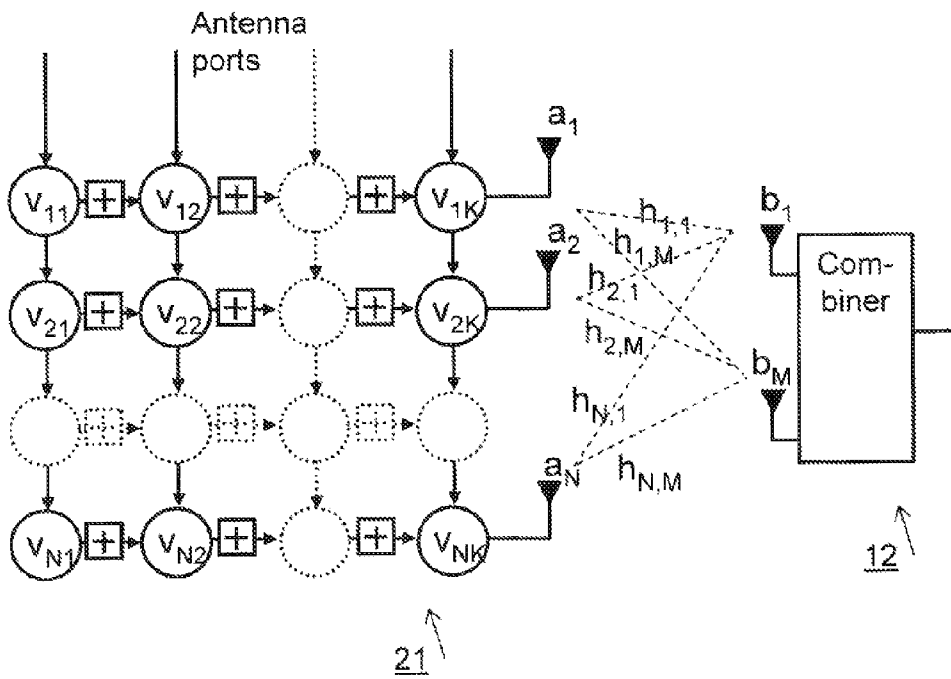 Antenna
ports
a1
v11 + v12 + + v1K
h1,1
b1
a2
h1,M
Com-
biner
h2,1
v21 + v22 + + v2K
h2,M
bM
+ + +
hN,1
aN
hN,M
vN1 + vN2 + + vNK
12
21